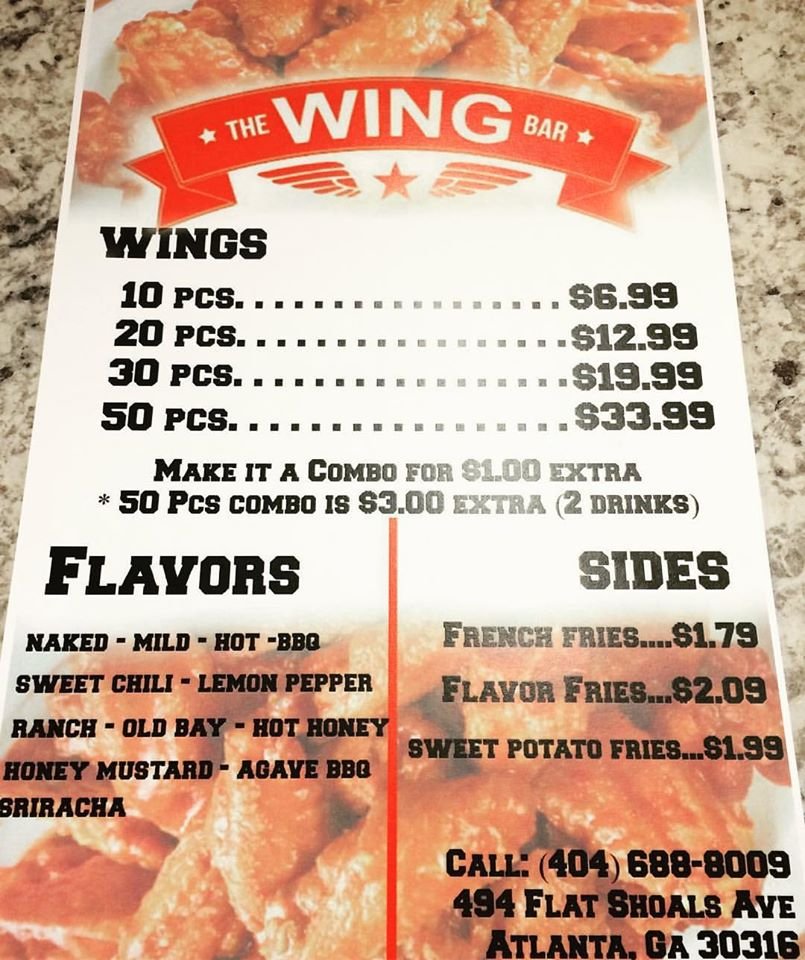 THE WING BAR
WINGS
10 PCS. . . . . . . . . . . . . . . . . . $6.99
20 PCS. . . . . . . . . . . . . . . . . . $12.99
30 PCS. . . . . . . . . . . . . . . . . . $19.99
50 PCS. . . . . . . . . . . . . . . . . . $33.99
MAKE IT A COMBO FOR $1.00 EXTRA
* 50 PCS COMBO IS $3.00 EXTRA (2 DRINKS)
FLAVORS
NAKED - MILD - HOT -BBQ
SWEET CHILI - LEMON PEPPER
RANCH - OLD BAY - HOT HONEY
HONEY MUSTARD - AGAVE BBQ
SRIRACHA
SIDES
FRENCH FRIES....$1.79
FLAVOR FRIES...$2.09
SWEET POTATO FRIES...$1.99
CALL: (404) 688-8009
494 FLAT SHOALS AVE
ATLANTA, GA 30316